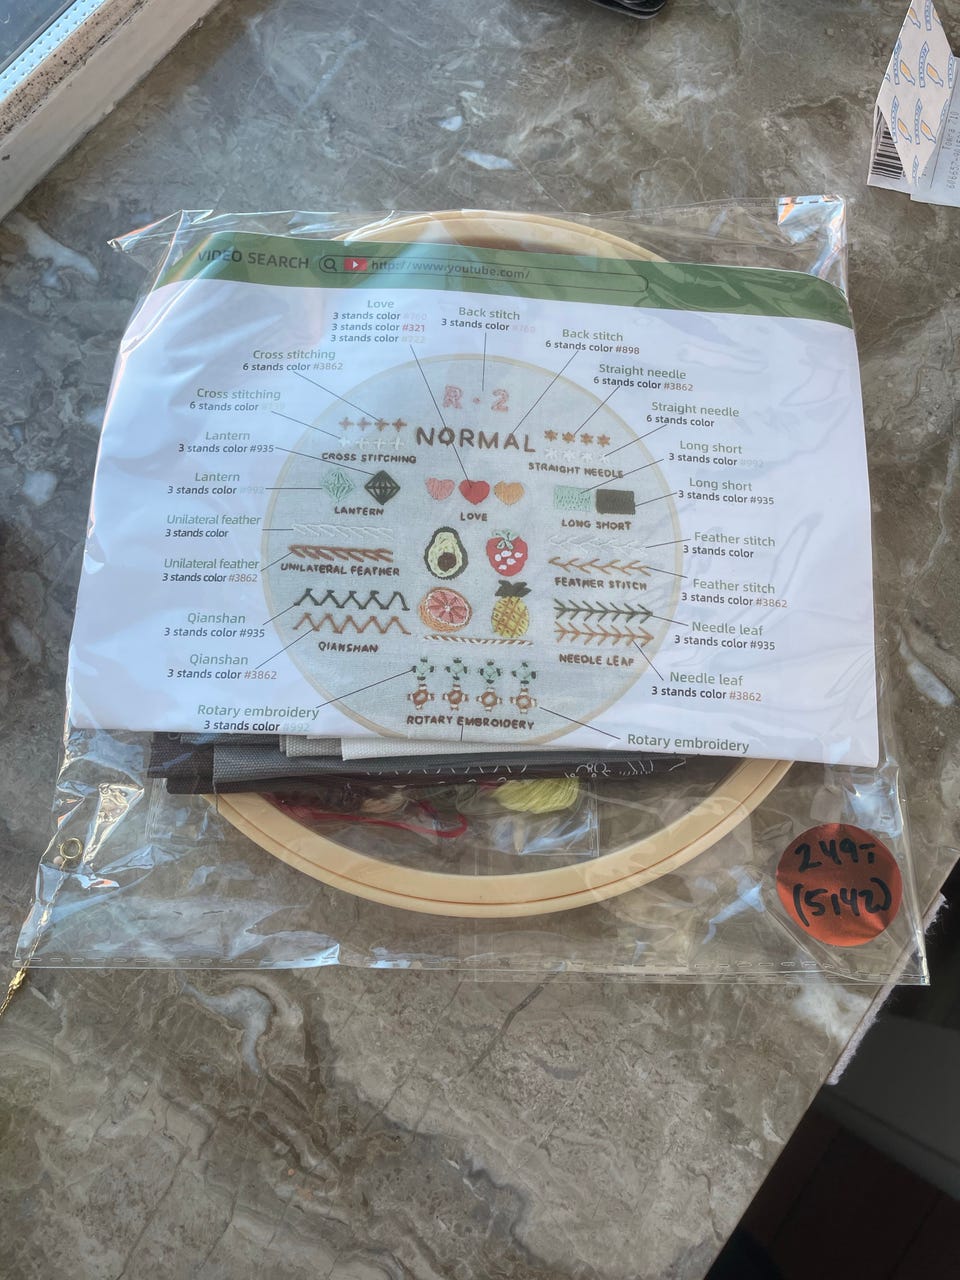 VIDEO SEARCH
http://www.youtube.com/
Love
3 stands color #760
3 stands color #321
3 stands color #722
Back stitch
3 stands color #760
Back stitch
6 stands color #898
Cross stitching
6 stands color #3862
Straight needle
6 stands color #3862
Cross stitching
6 stands color
Straight needle
6 stands color
Lantern
3 stands color #935
Long short
3 stands color #992
Lantern
3 stands color #992
Long short
3 stands color #935
Unilateral feather
3 stands color
Feather stitch
3 stands color
Unilateral feather
3 stands color #3862
Feather stitch
3 stands color #3862
Qianshan
3 stands color #935
Needle leaf
3 stands color #935
Qianshan
3 stands color #3862
Needle leaf
3 stands color #3862
Rotary embroidery
3 stands color #992
Rotary embroidery
R·2
NORMAL
CROSS STITCHING
STRAIGHT NEEDLE
LANTERN
LOVE
LONG SHORT
UNILATERAL FEATHER
FEATHER STITCH
QIANSHAN
NEEDLE LEAF
ROTARY EMBROIDERY
249:-
(5142)